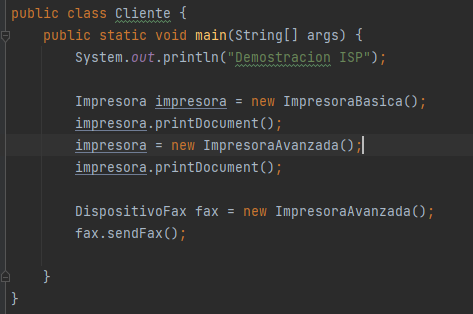 public class Cliente {
public static void main(String[] args) {
System.out.println("Demostracion ISP");
Impresora impresora = new ImpresoraBasica();
impresora.printDocument();
impresora = new ImpresoraAvanzada();
impresora.printDocument();
DispositivoFax fax = new ImpresoraAvanzada();
fax.sendFax();
}
}